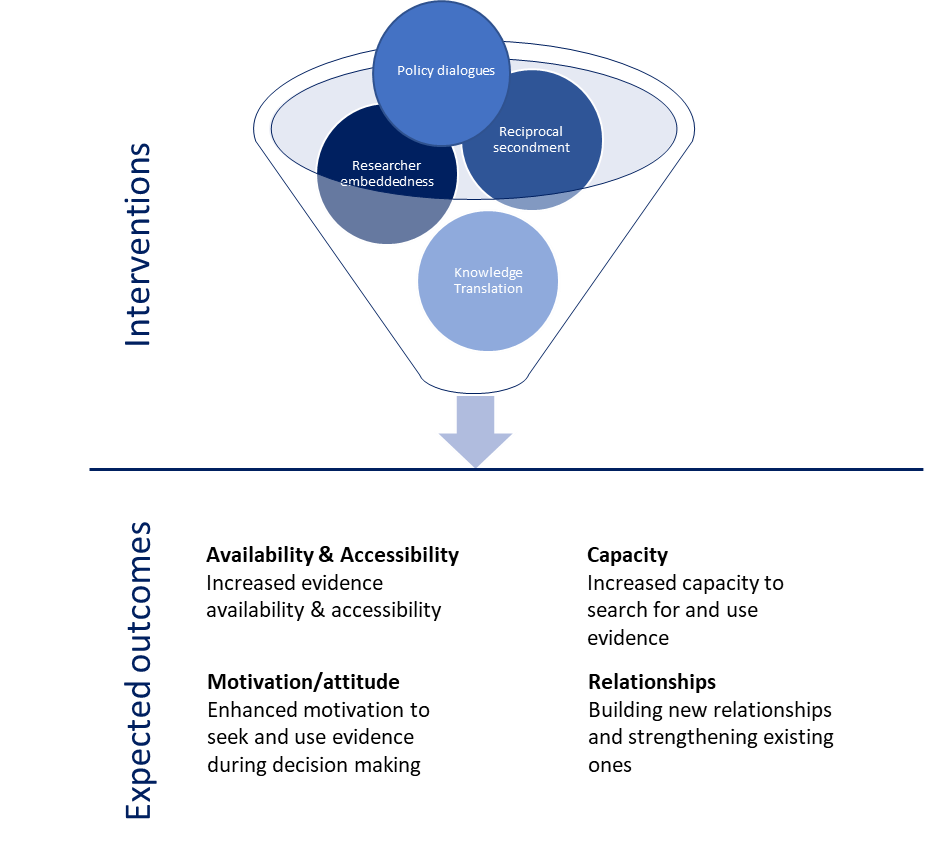 Interventions
Policy dialogues
Reciprocal
secondment
Researcher
embeddedness
Knowledge
Translation
Expected outcomes
Availability & Accessibility
Increased evidence
availability & accessibility
Capacity
Increased capacity to
search for and use
evidence
Motivation/attitude
Enhanced motivation to
seek and use evidence
during decision making
Relationships
Building new relationships
and strengthening existing
ones